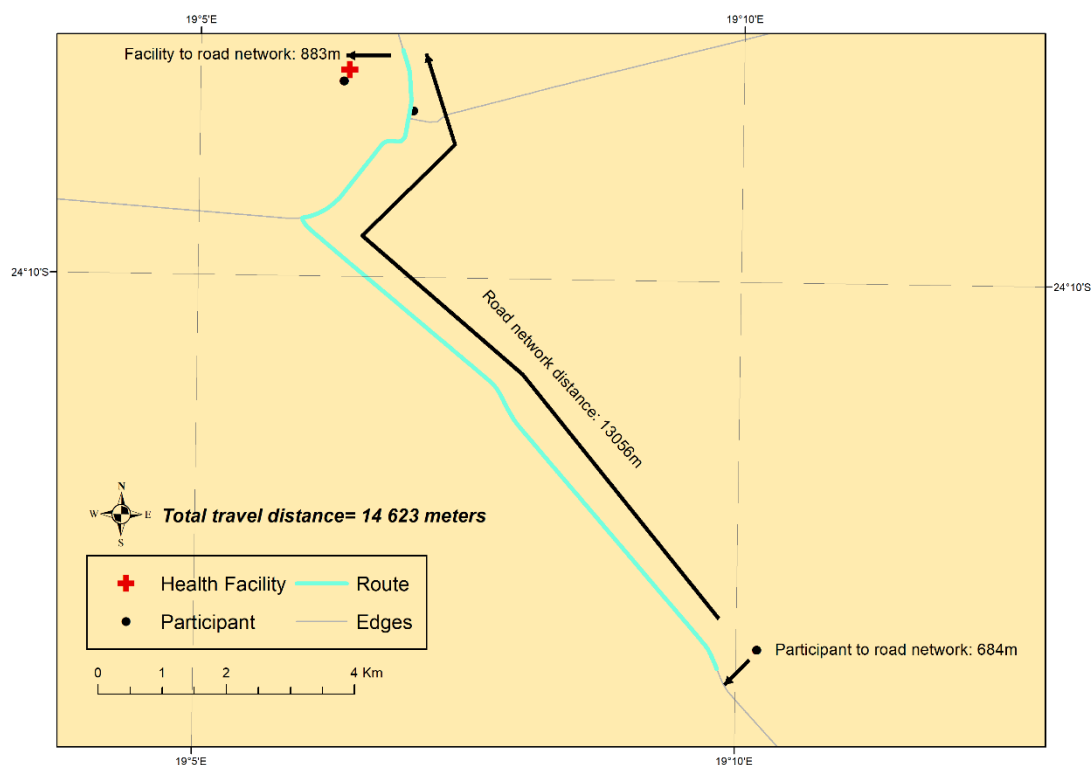 19°5'E 19°10'E
Facility to road network: 883m
24°10'S 24°10'S
Road network distance: 13056m
N
W E
S
Total travel distance= 14 623 meters
Health Facility Route
Participant Edges
0 1 2 4 Km
Participant to road network: 684m
19°5'E 19°10'E